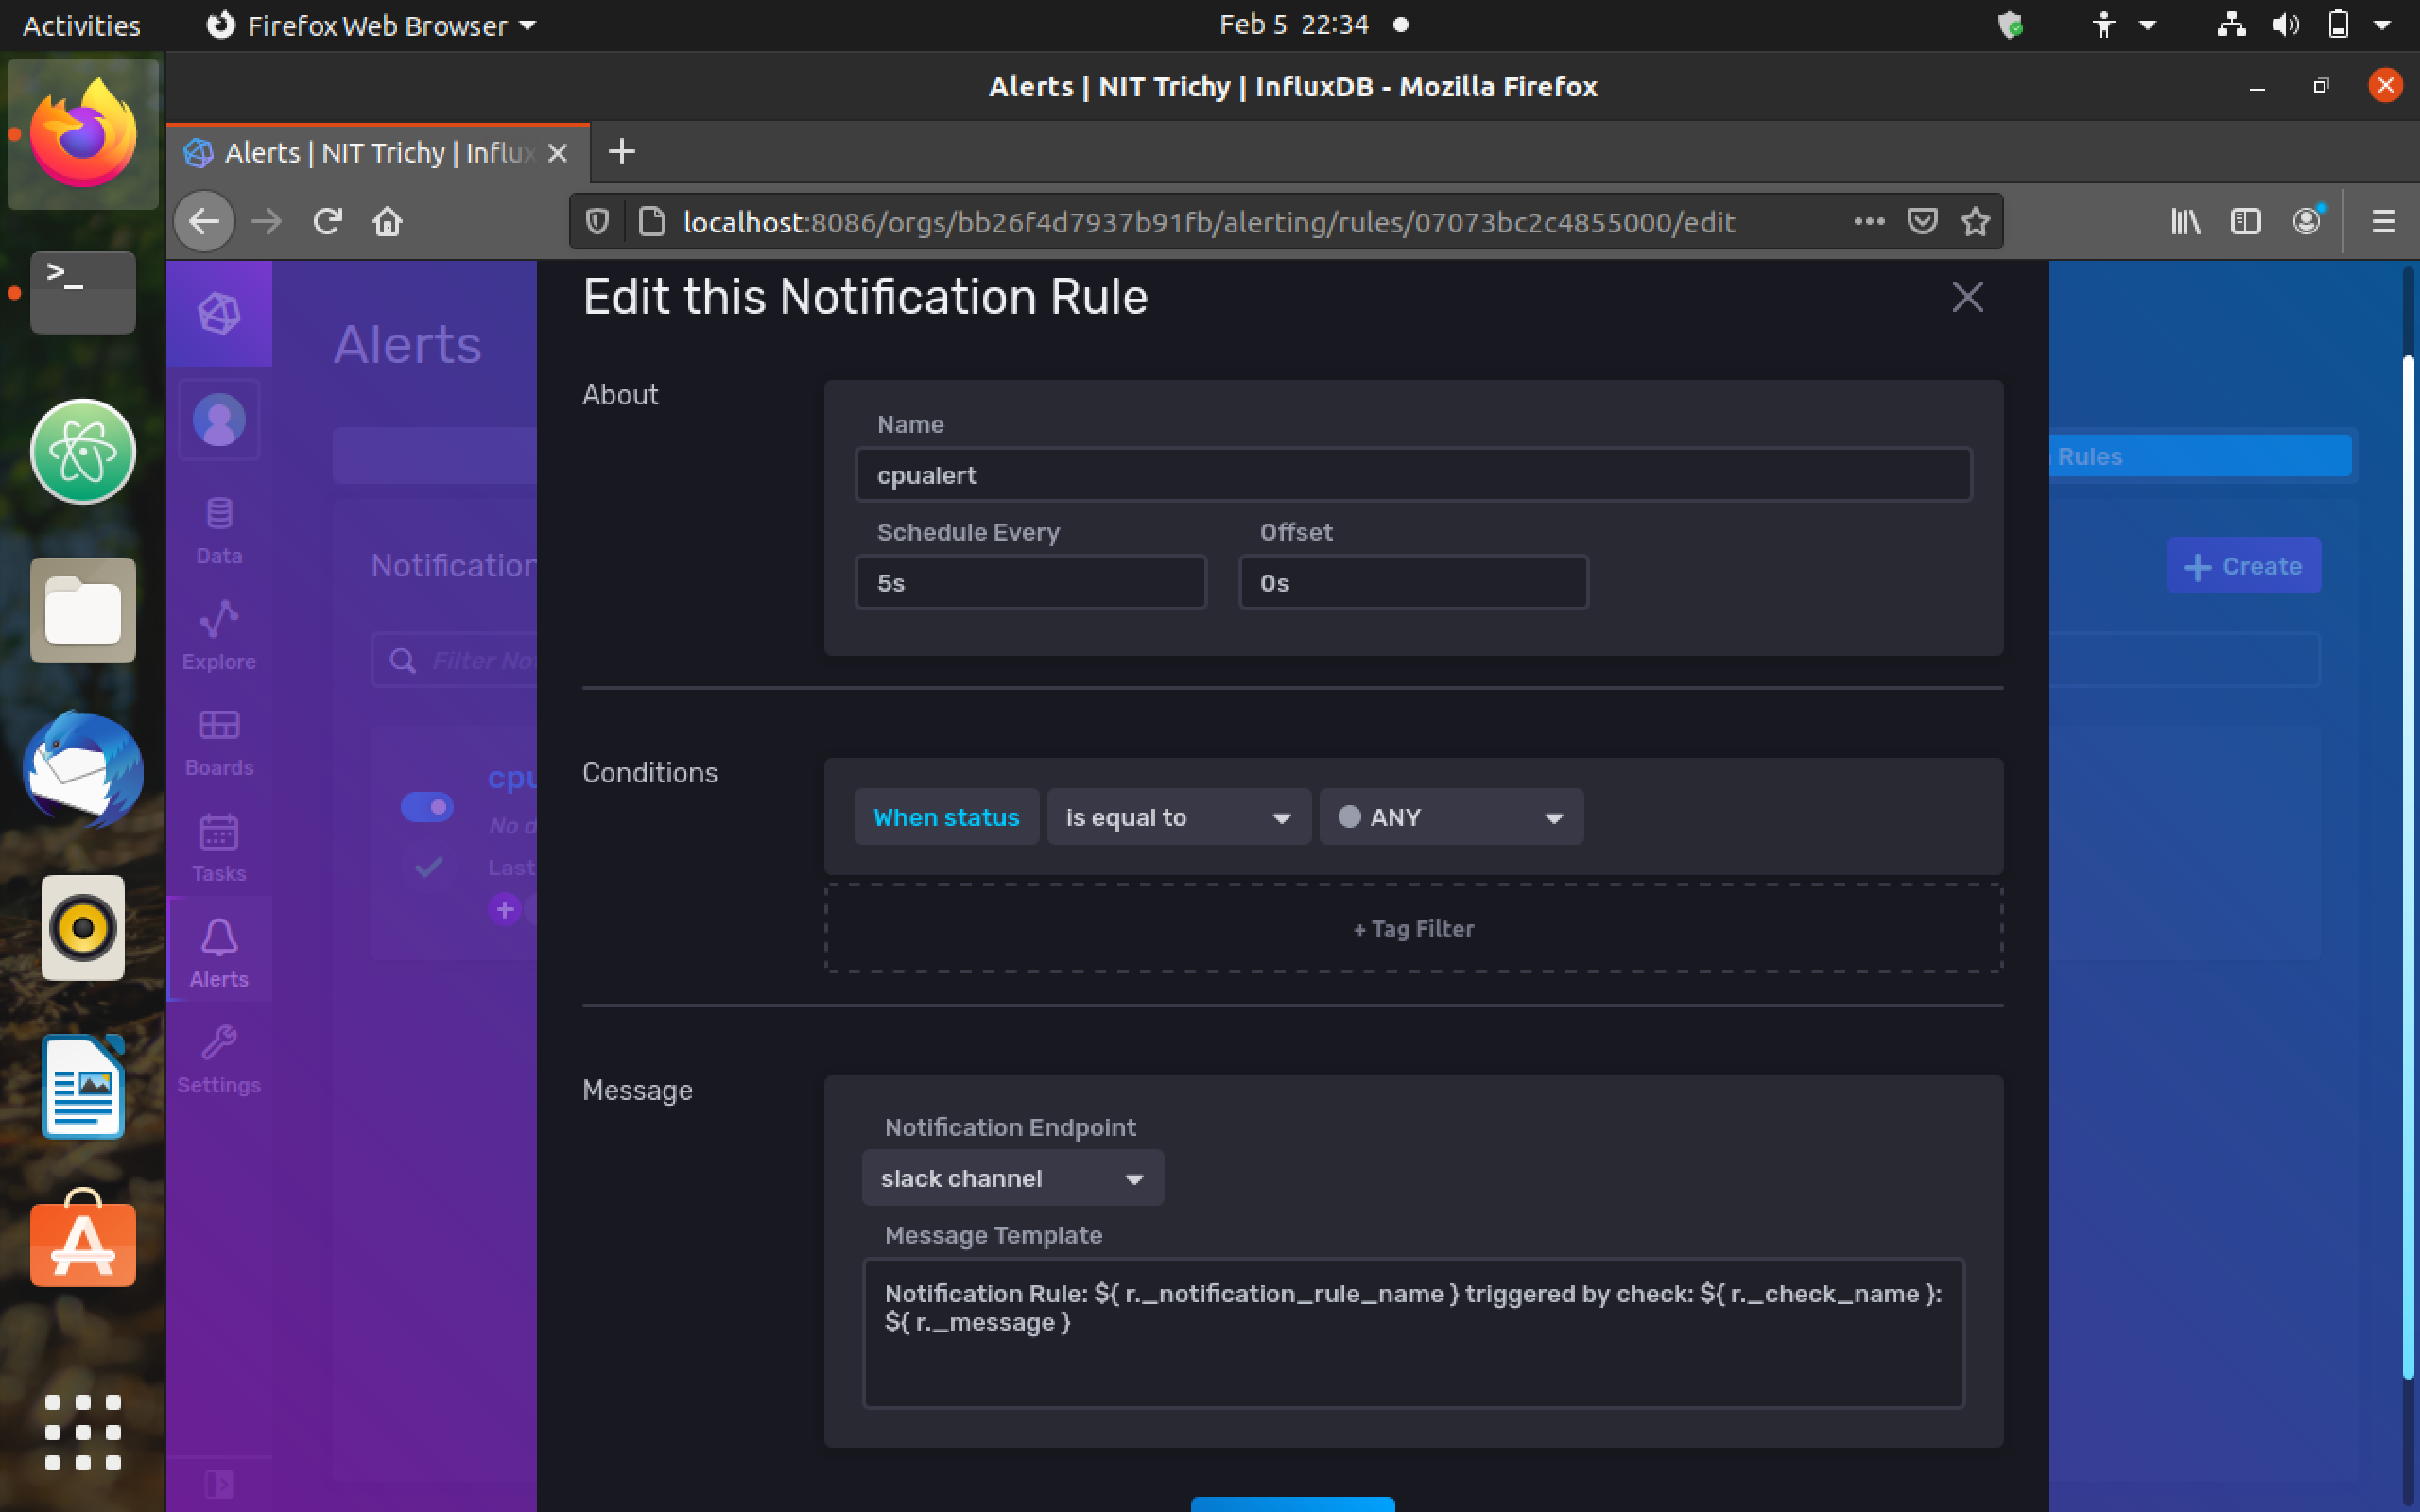 Activities
Firefox Web Browser
Feb 5 22:34
Alerts | NIT Trichy | InfluxDB - Mozilla Firefox
Alerts | NIT Trichy | Influx
localhost:8086/orgs/bb26f4d7937b91fb/alerting/rules/07073bc2c4855000/edit
Edit this Notification Rule
Alerts
About
Name
cpualert
Rules
Schedule Every
Offset
5s
0s
Data
Notification
Create
Explore
Filter No
Conditions
When status
is equal to
ANY
Boards
cpu
No d
Last
Tasks
+ Tag Filter
Alerts
Message
Settings
Notification Endpoint
slack channel
Message Template
Notification Rule: ${ r._notification_rule_name } triggered by check: ${ r._check_name }:
${ r._message }